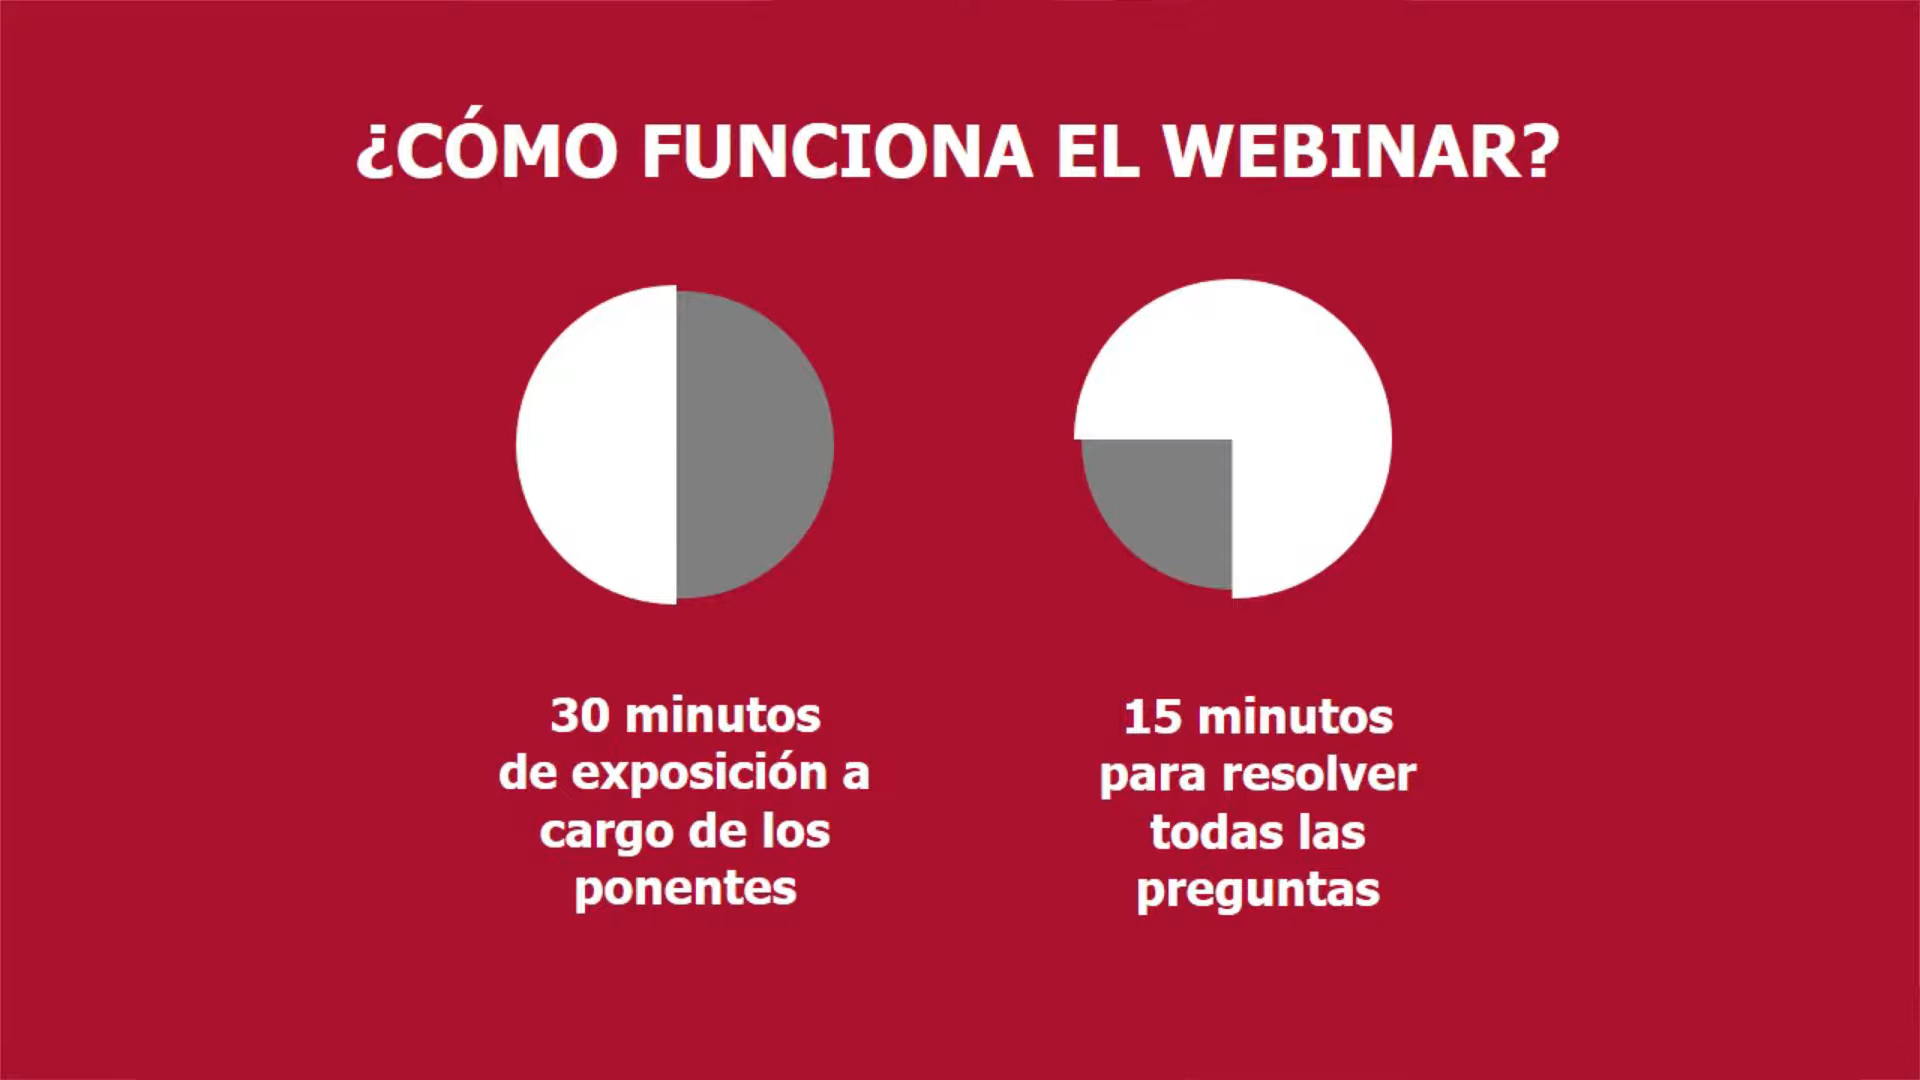 ¿CÓMO FUNCIONA EL WEBINAR?
30 minutos
de exposición a
cargo de los
ponentes
15 minutos
para resolver
todas las
preguntas